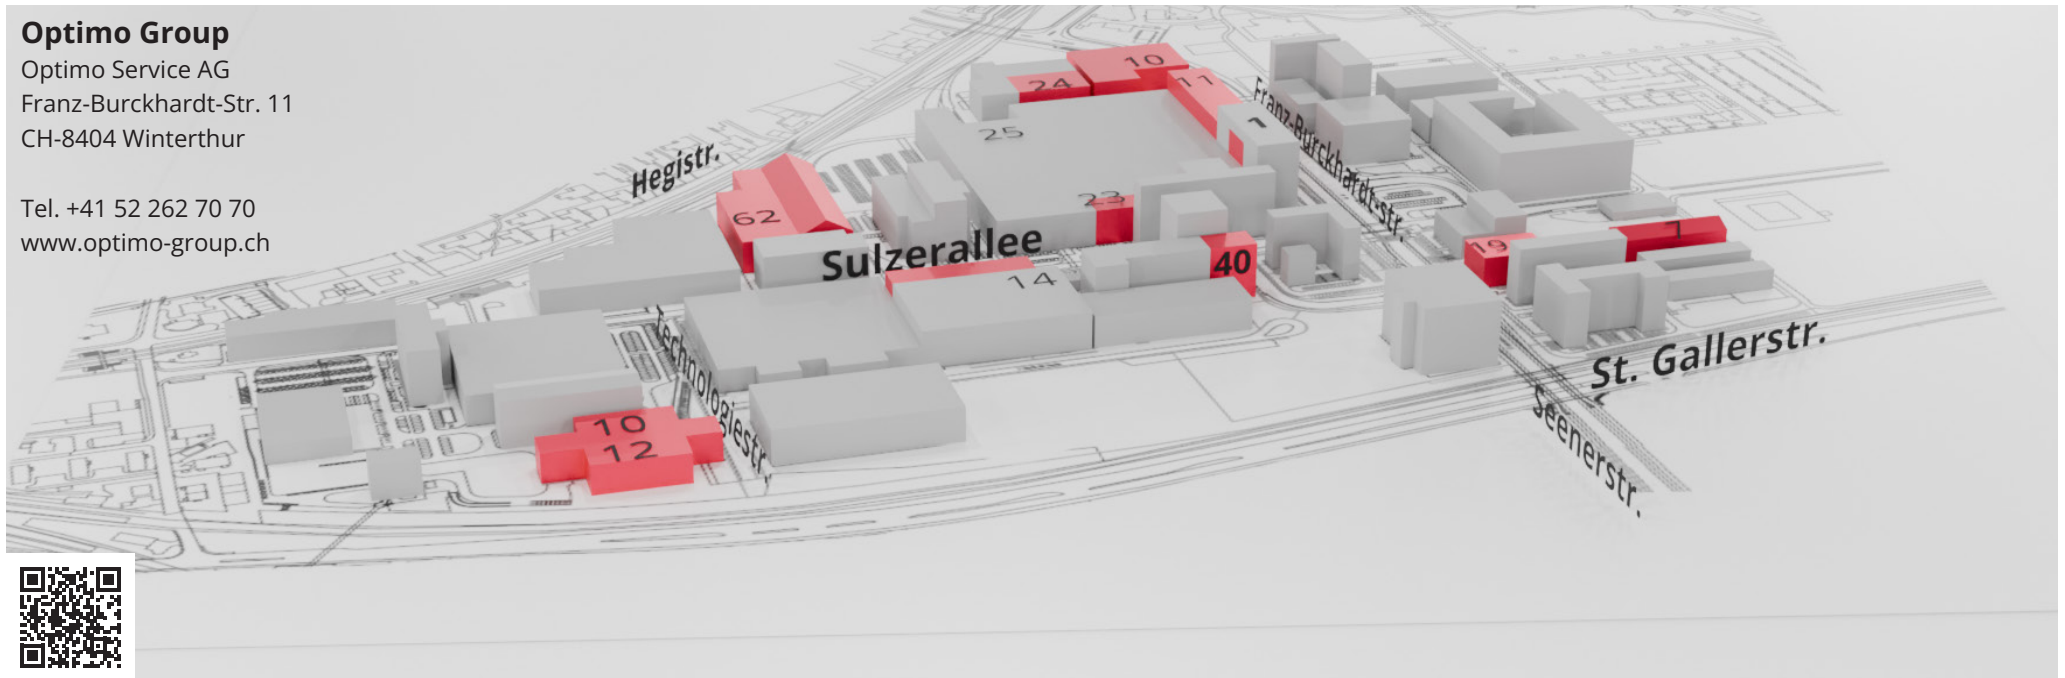 Optimo Group
Optimo Service AG
Franz-Burckhardt-Str. 11
CH-8404 Winterthur
Tel. +41 52 262 70 70
www.optimo-group.ch
10
24
11
Franz-Burckhardt-str.
1
25
Hegistr.
62
23
Sulzerallee
40
14
19
7
Technologiestr.
St. Gallerstr.
Seenerstr.
10
12